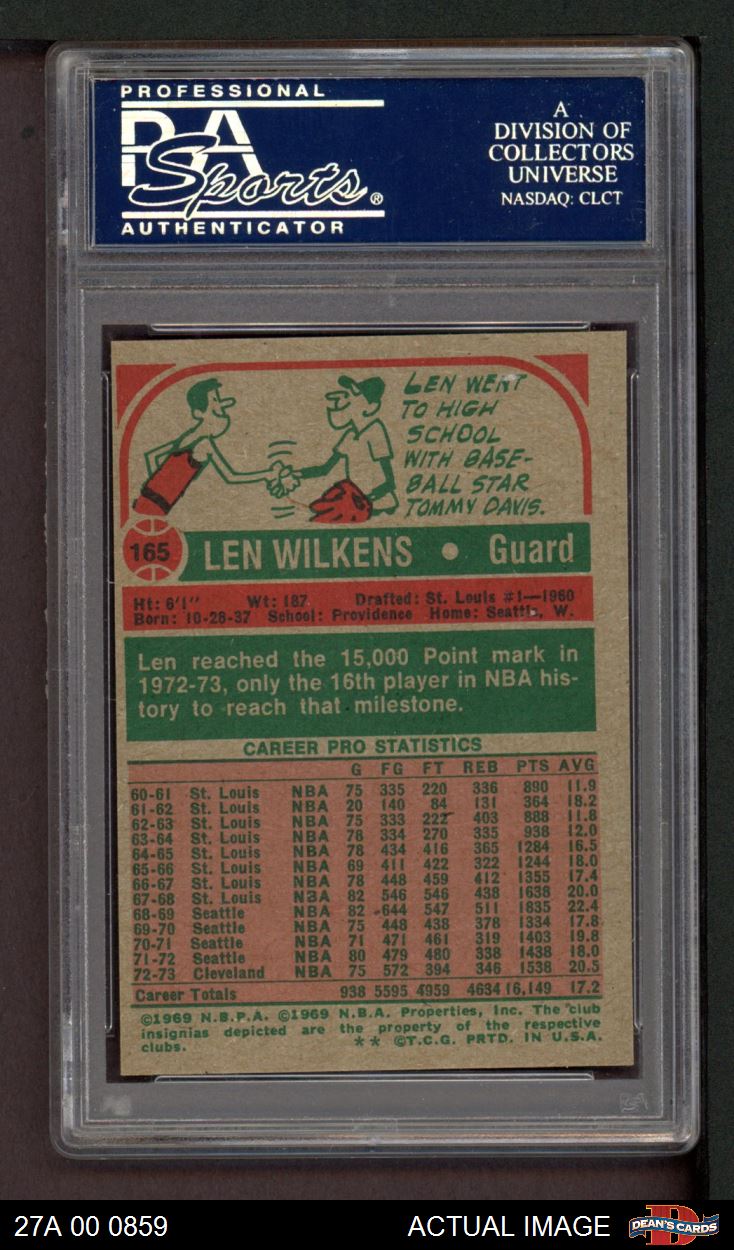 PROFESSIONAL
PSA
Sports®
AUTHENTICATOR
A
DIVISION OF
COLLECTORS
UNIVERSE
NASDAQ: CLCT
LEN WENT
TO HIGH
SCHOOL
WITH BASE-
BALL STAR
TOMMY DAVIS.
165 LEN WILKENS • Guard
Ht: 6'1" Wt: 187 Drafted: St. Louis #1—1960
Born: 10-28-37 School: Providence Home: Seattle, W.
Len reached the 15,000 Point mark in
1972-73, only the 16th player in NBA his-
tory to reach that milestone.
CAREER PRO STATISTICS
G FG FT REB PTS AVG
60-61 St. Louis NBA 75 335 220 336 890 11.9
61-62 St. Louis NBA 20 140 84 131 364 18.2
62-63 St. Louis NBA 75 333 222 403 888 11.8
63-64 St. Louis NBA 78 334 270 335 938 12.0
64-65 St. Louis NBA 78 434 416 365 1284 16.5
65-66 St. Louis NBA 69 411 422 322 1244 18.0
66-67 St. Louis NBA 78 448 459 412 1355 17.4
67-68 St. Louis NBA 82 546 546 438 1638 20.0
68-69 Seattle NBA 82 644 547 511 1835 22.4
69-70 Seattle NBA 75 448 438 378 1334 17.8
70-71 Seattle NBA 71 471 461 319 1403 19.8
71-72 Seattle NBA 80 479 480 338 1438 18.0
72-73 Cleveland NBA 75 572 394 346 1538 20.5
Career Totals 938 5595 4959 4634 16,149 17.2
©1969 N.B.P.A. ©1969 N.B.A. Properties, Inc. The club
insignias depicted are the property of the respective
clubs. ** ©T.C.G. PRTD. IN U.S.A.
PSA
27A 00 0859 ACTUAL IMAGE
D
DEAN'S CARDS